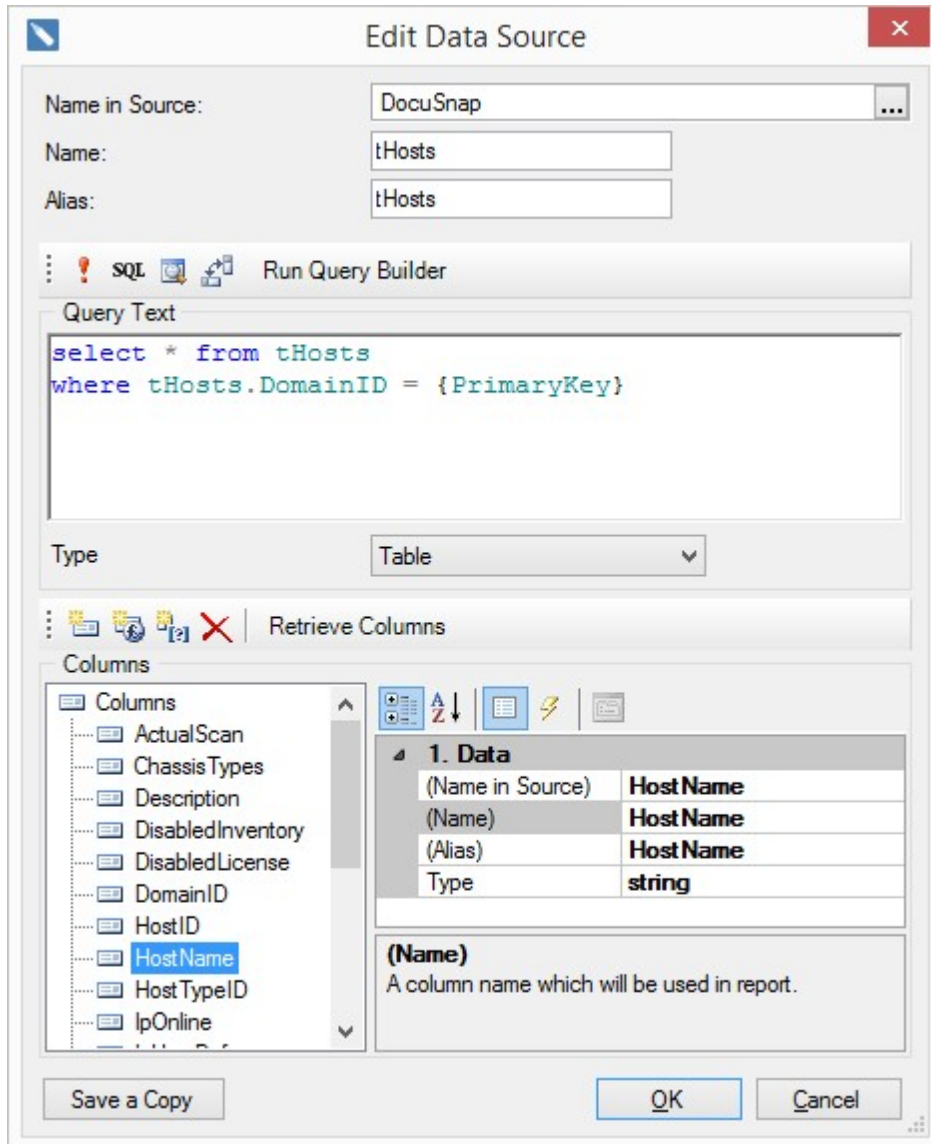 Edit Data Source
Name in Source: DocuSnap ...
Name: tHosts
Alias: tHosts
SQL Run Query Builder
Query Text
select * from tHosts
where tHosts.DomainID = {PrimaryKey}
Type Table
Retrieve Columns
Columns
Columns
ActualScan
ChassisTypes
Description
DisabledInventory
DisabledLicense
DomainID
HostID
HostName
HostTypeID
IpOnline
1. Data
(Name in Source) HostName
(Name) HostName
(Alias) HostName
Type string
(Name)
A column name which will be used in report.
Save a Copy OK Cancel